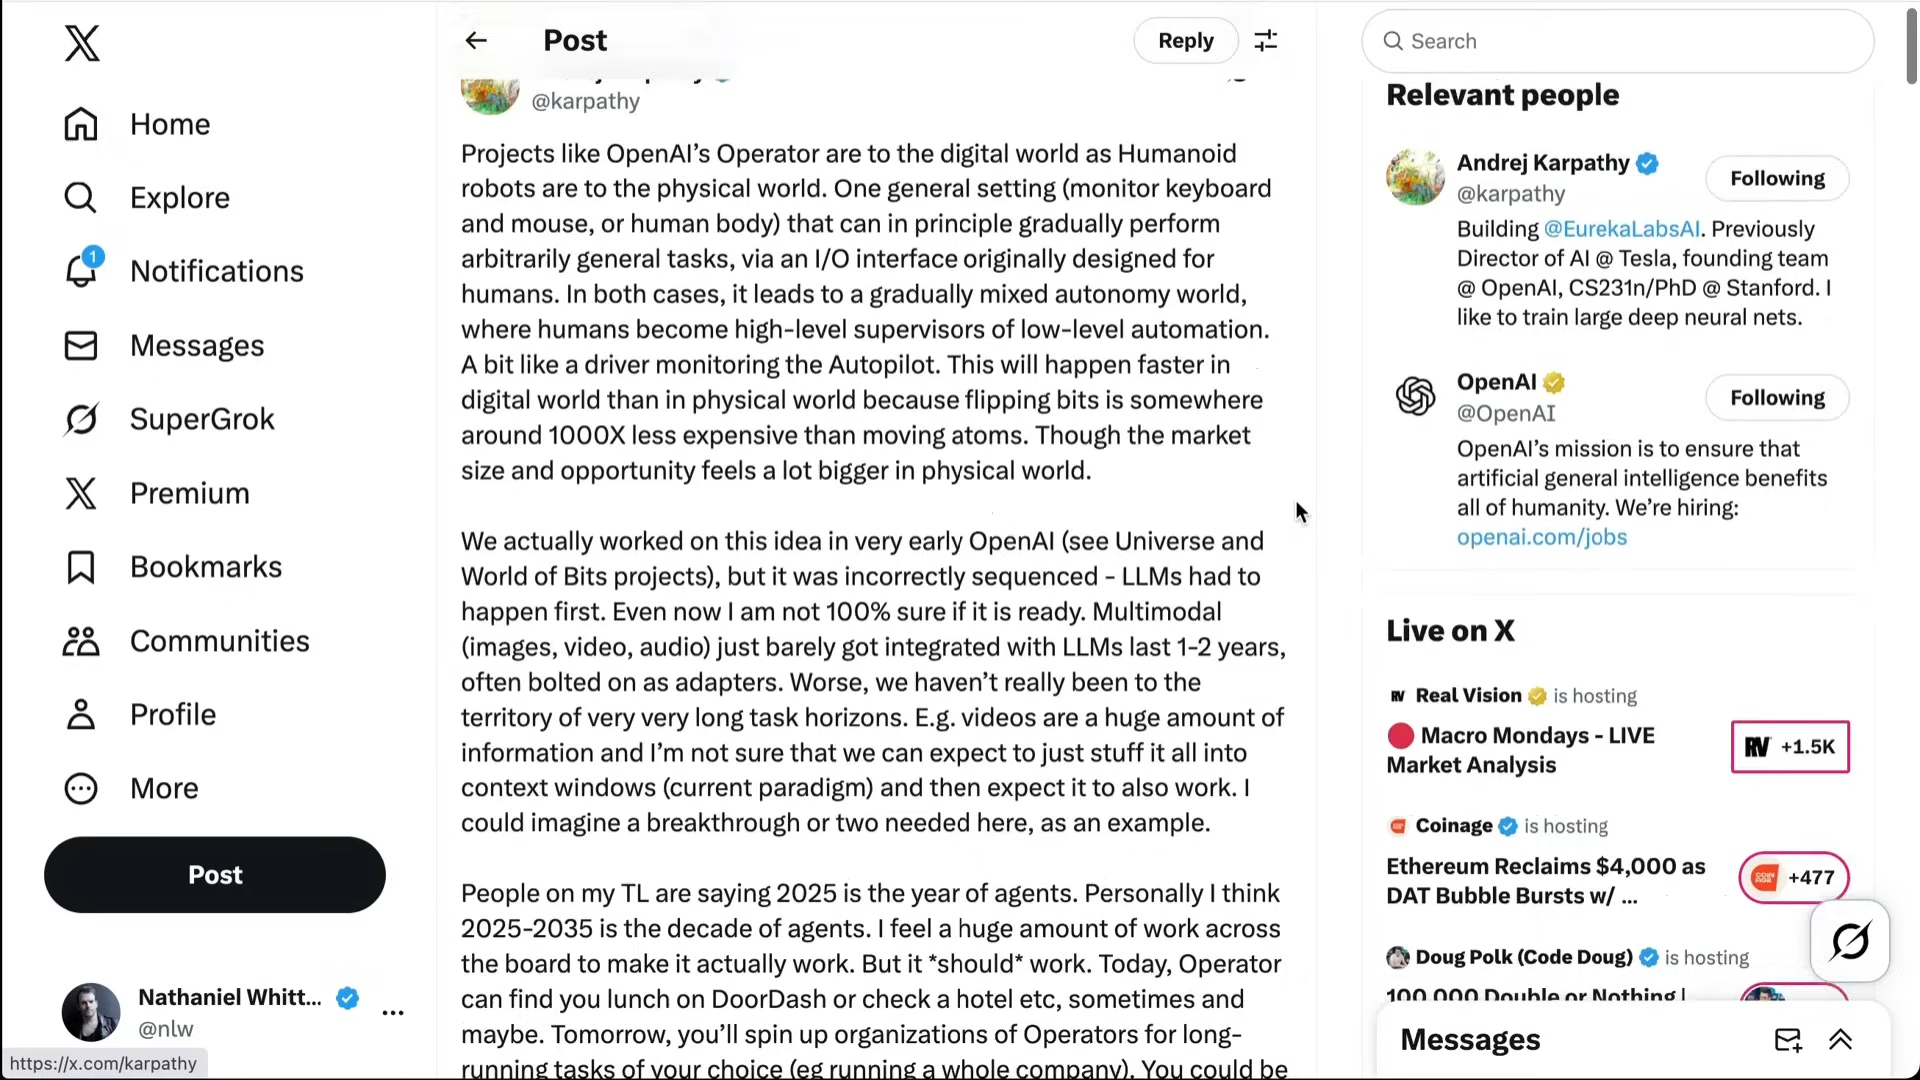 Home
Explore
1
Notifications
Messages
SuperGrok
Premium
Bookmarks
Communities
Profile
More
Post
Nathaniel Whitt...
@nlw
https://x.com/karpathy
Post
Reply
@karpathy
Projects like OpenAI’s Operator are to the digital world as Humanoid
robots are to the physical world. One general setting (monitor keyboard
and mouse, or human body) that can in principle gradually perform
arbitrarily general tasks, via an I/O interface originally designed for
humans. In both cases, it leads to a gradually mixed autonomy world,
where humans become high-level supervisors of low-level automation.
A bit like a driver monitoring the Autopilot. This will happen faster in
digital world than in physical world because flipping bits is somewhere
around 1000X less expensive than moving atoms. Though the market
size and opportunity feels a lot bigger in physical world.
We actually worked on this idea in very early OpenAI (see Universe and
World of Bits projects), but it was incorrectly sequenced - LLMs had to
happen first. Even now I am not 100% sure if it is ready. Multimodal
(images, video, audio) just barely got integrated with LLMs last 1-2 years,
often bolted on as adapters. Worse, we haven’t really been to the
territory of very very long task horizons. E.g. videos are a huge amount of
information and I’m not sure that we can expect to just stuff it all into
context windows (current paradigm) and then expect it to also work. I
could imagine a breakthrough or two needed here, as an example.
People on my TL are saying 2025 is the year of agents. Personally I think
2025-2035 is the decade of agents. I feel a huge amount of work across
the board to make it actually work. But it *should* work. Today, Operator
can find you lunch on DoorDash or check a hotel etc, sometimes and
maybe. Tomorrow, you’ll spin up organizations of Operators for long-
running tasks of your choice (eg running a whole company). You could be
Search
Relevant people
Andrej Karpathy
@karpathy
Following
Building @EurekaLabsAI. Previously
Director of AI @ Tesla, founding team
@ OpenAI, CS231n/PhD @ Stanford. I
like to train large deep neural nets.
OpenAI
@OpenAI
Following
OpenAI’s mission is to ensure that
artificial general intelligence benefits
all of humanity. We’re hiring:
openai.com/jobs
Live on X
RV Real Vision is hosting
Macro Mondays - LIVE
Market Analysis
RV +1.5K
Coinage is hosting
Ethereum Reclaims $4,000 as
DAT Bubble Bursts w/ ...
+477
Doug Polk (Code Doug) is hosting
100,000 Double or Nothing |
Messages